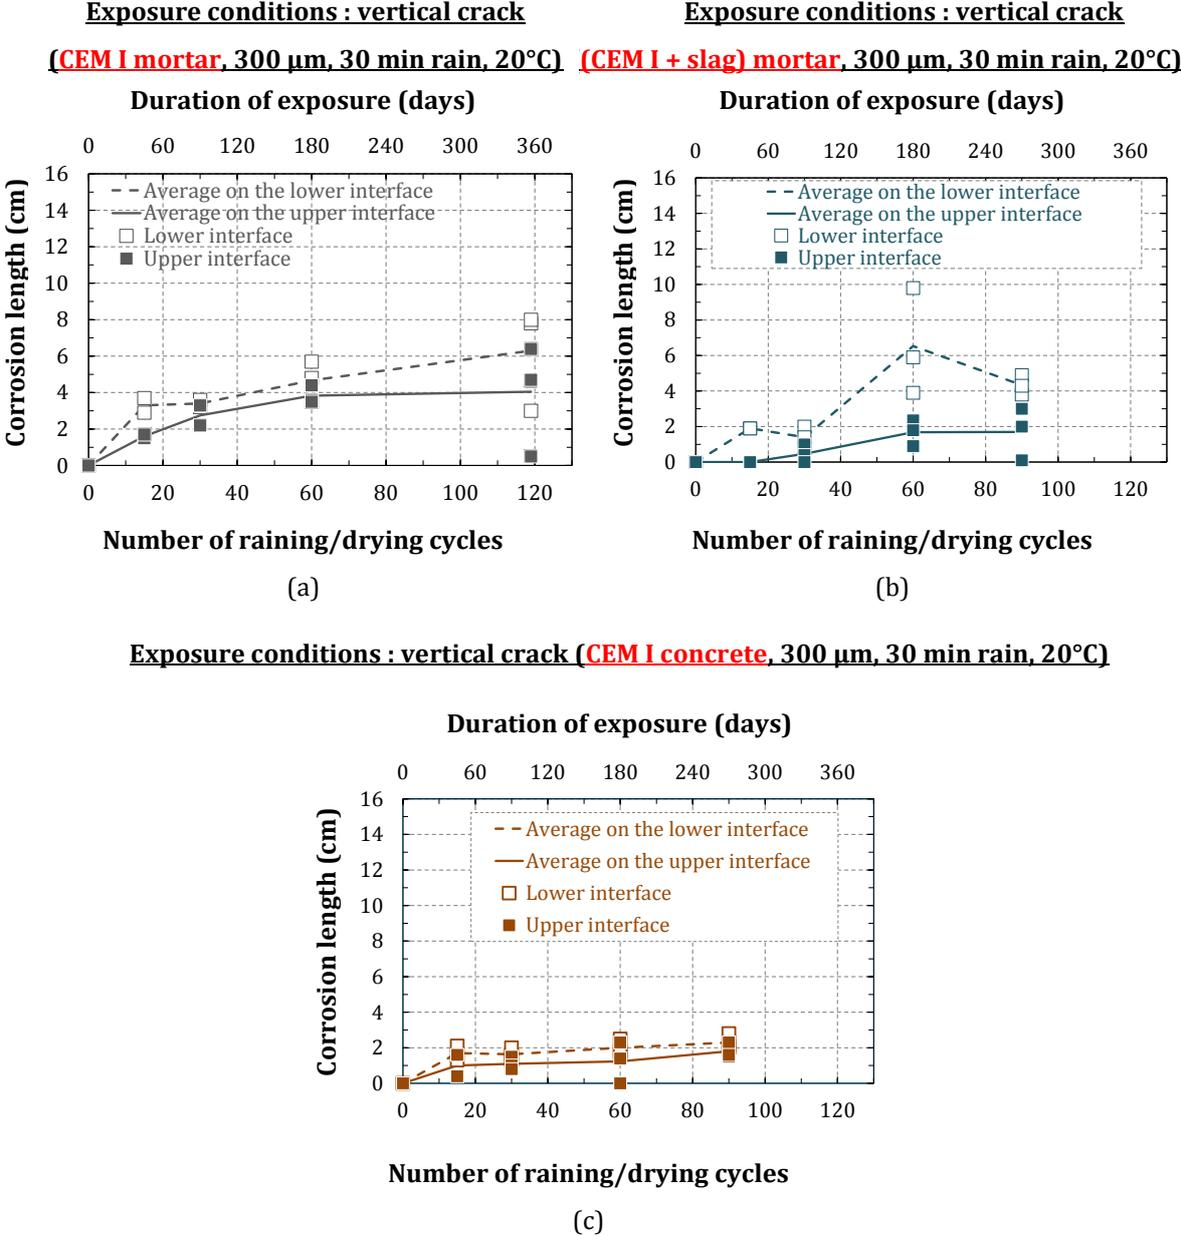 Exposure conditions : vertical crack
(CEM I mortar, 300 µm, 30 min rain, 20°C)
Duration of exposure (days)
0 60 120 180 240 300 360
16
14
12
10
8
6
4
2
0
Corrosion length (cm)
Average on the lower interface
Average on the upper interface
Lower interface
Upper interface
0 20 40 60 80 100 120
Number of raining/drying cycles
(a)
Exposure conditions : vertical crack
(CEM I + slag) mortar, 300 µm, 30 min rain, 20°C)
Duration of exposure (days)
0 60 120 180 240 300 360
16
14
12
10
8
6
4
2
0
Corrosion length (cm)
Average on the lower interface
Average on the upper interface
Lower interface
Upper interface
0 20 40 60 80 100 120
Number of raining/drying cycles
(b)
Exposure conditions : vertical crack (CEM I concrete, 300 µm, 30 min rain, 20°C)
Duration of exposure (days)
0 60 120 180 240 300 360
16
14
12
10
8
6
4
2
0
Corrosion length (cm)
Average on the lower interface
Average on the upper interface
Lower interface
Upper interface
0 20 40 60 80 100 120
Number of raining/drying cycles
(c)